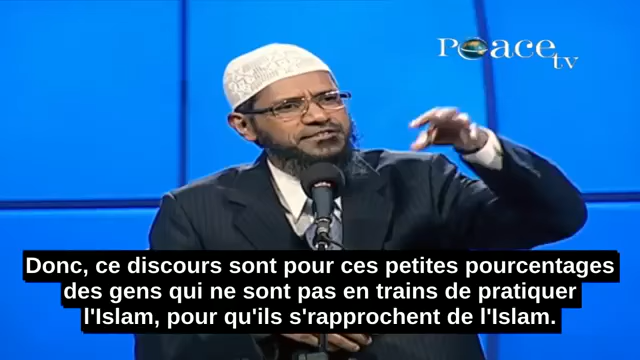 Peace
tv
Donc, ce discours sont pour ces petites pourcentages
des gens qui ne sont pas en trains de pratiquer
l'Islam, pour qu'ils s'rapprochent de l'Islam.